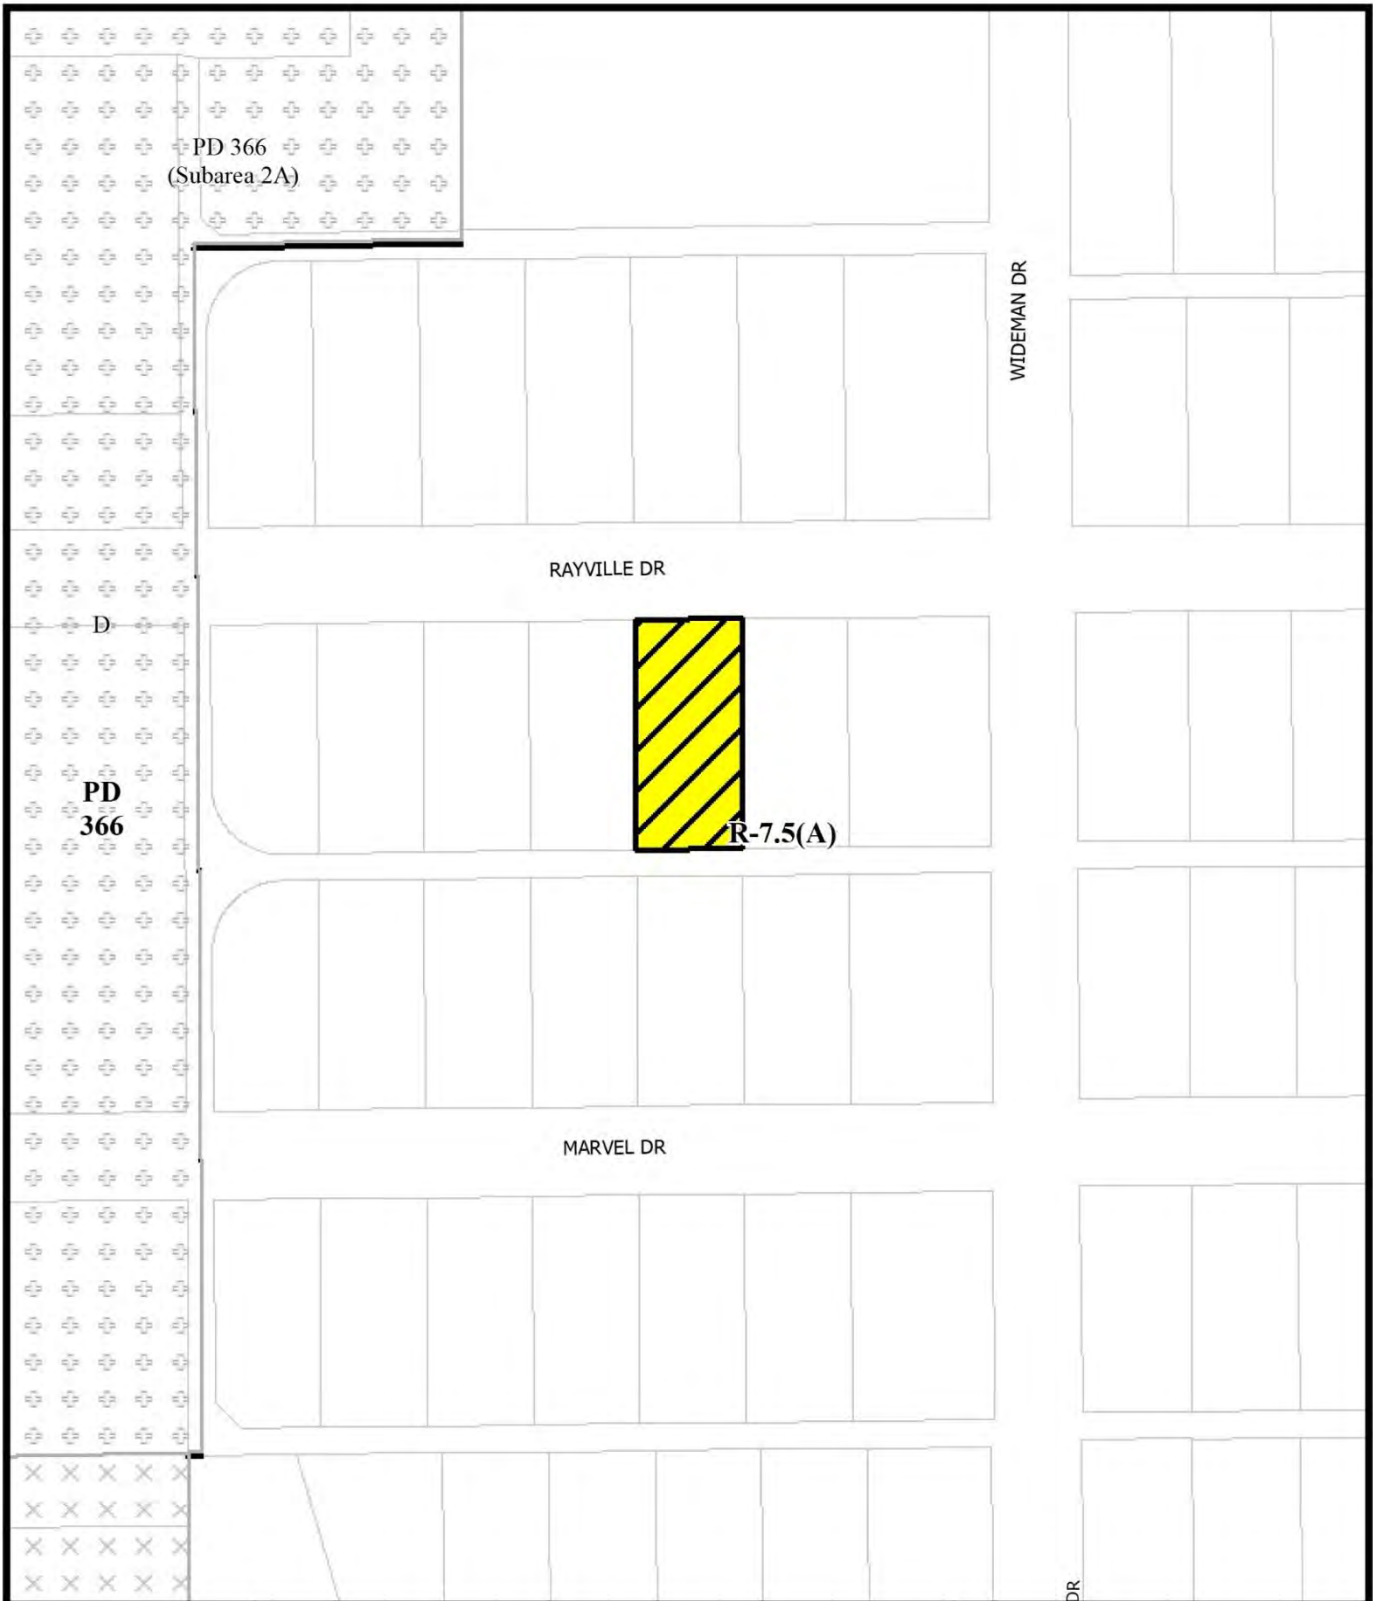 PD 366
(Subarea 2A)
WIDEMAN DR
RAYVILLE DR
D
PD
366
R-7.5(A)
MARVEL DR
DR